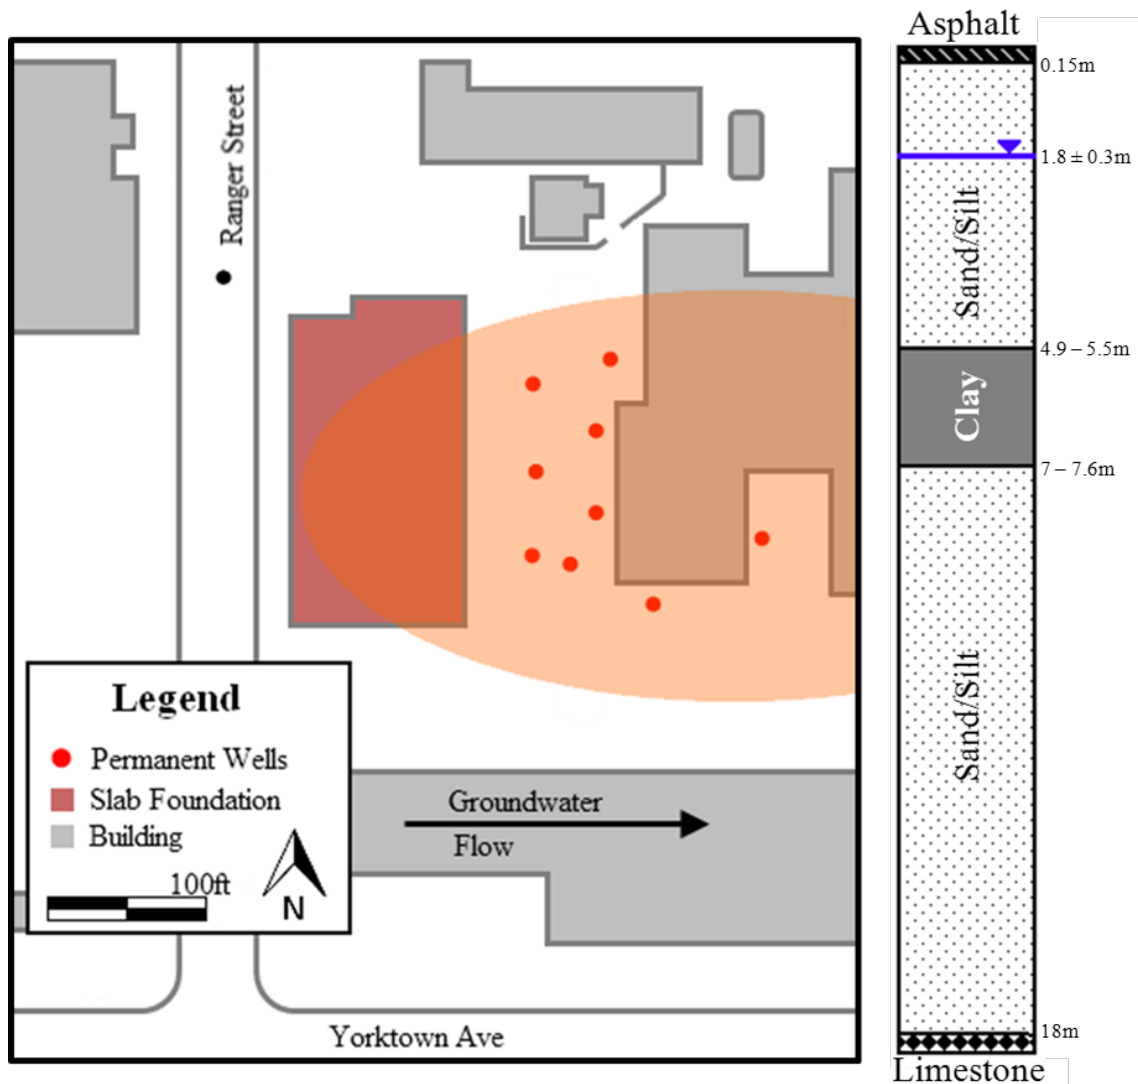 Ranger Street
Legend
Permanent Wells
Slab Foundation
Building
100ft
N
Groundwater
Flow
Yorktown Ave
Asphalt
0.15m
1.8 ± 0.3m
Sand/Silt
4.9 – 5.5m
Clay
7 – 7.6m
Sand/Silt
18m
Limestone